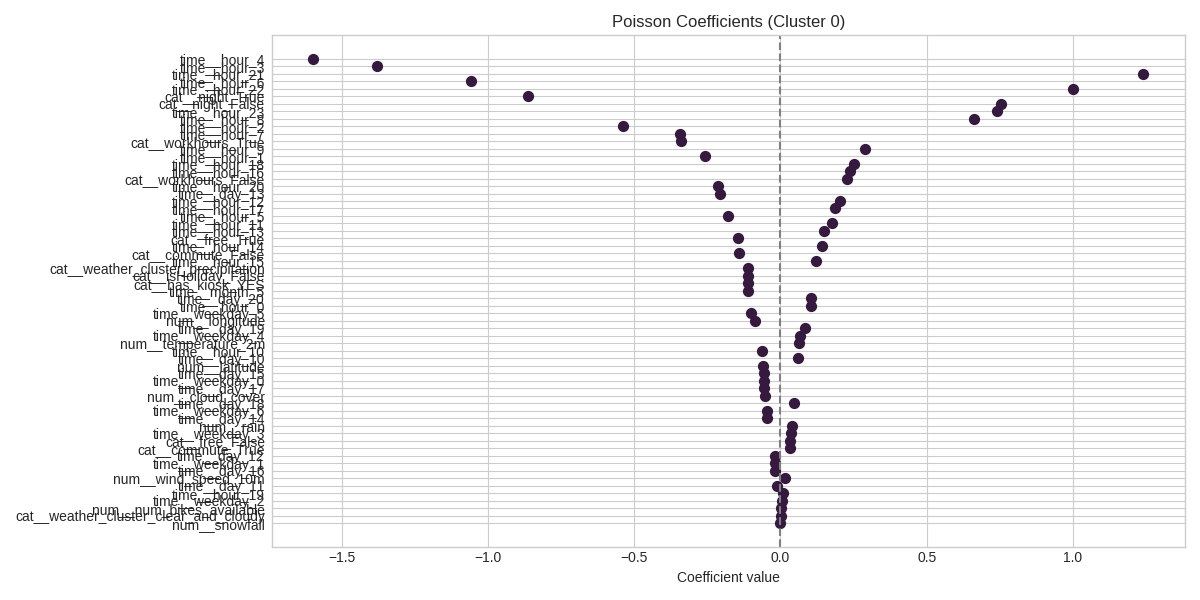 Poisson Coefficients (Cluster 0)
time__hour_4
time__hour_3
time__hour_21
time__hour_6
time__hour_22
cat__night_True
cat__night_False
time__hour_23
time__hour_8
time__hour_2
time__hour_7
cat__workhours_True
time__hour_9
time__hour_1
time__hour_18
time__hour_16
cat__workhours_False
time__hour_20
time__day_13
time__hour_12
time__hour_17
time__hour_5
time__hour_11
time__hour_13
cat__free_True
time__hour_14
cat__commute_False
time__hour_15
cat__weather_cluster_precipitation
cat__isHoliday_False
cat__has_kiosk_YES
time__month_5
time__day_20
time__hour_0
time__weekday_5
num__longitude
time__day_19
time__weekday_4
num__temperature_2m
time__hour_10
time__day_10
num__latitude
time__day_15
time__weekday_0
time__day_17
num__cloud_cover
time__day_18
time__weekday_6
time__day_14
num__rain
time__weekday_3
cat__free_False
cat__commute_True
time__day_12
time__weekday_1
time__day_16
num__wind_speed_10m
time__day_11
time__hour_19
time__weekday_2
num__num_bikes_available
cat__weather_cluster_clear_and_cloudy
num__snowfall
−1.5 −1.0 −0.5 0.0 0.5 1.0
Coefficient value